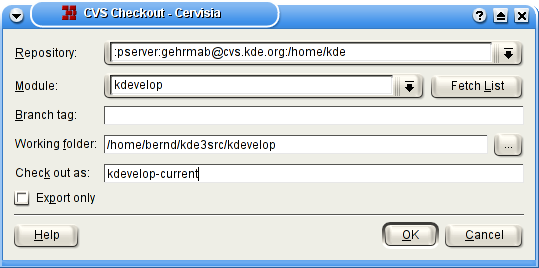 CVS Checkout - Cervisia
Repository: :pserver:gehrmab@cvs.kde.org:/home/kde
Module: kdevelop Fetch List
Branch tag:
Working folder: /home/bernd/kde3src/kdevelop ...
Check out as: kdevelop-current
Export only
Help OK Cancel